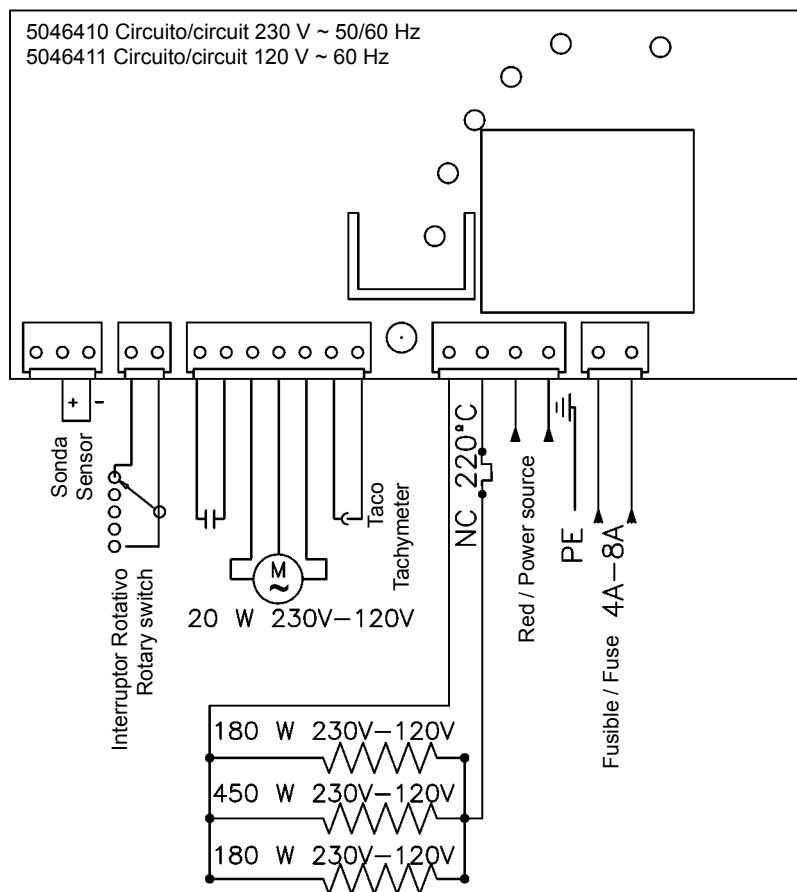 5046410 Circuito/circuit 230 V ~ 50/60 Hz
5046411 Circuito/circuit 120 V ~ 60 Hz
+ -
Sonda
Sensor
Interruptor Rotativo
Rotary switch
M
~
20 W 230V-120V
Taco
Tachymeter
NC 220°C
Red / Power source
PE
Fusible / Fuse 4A-8A
180 W 230V-120V
450 W 230V-120V
180 W 230V-120V